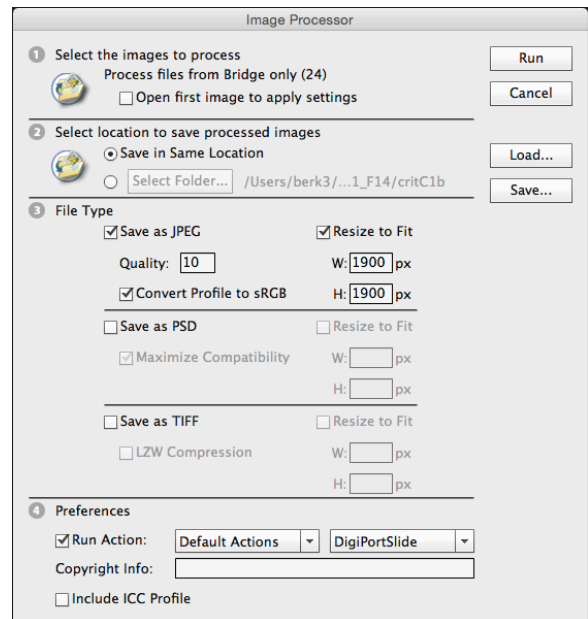 Image Processor
1 Select the images to process
Run
Process files from Bridge only (24)
Open first image to apply settings
Cancel
2 Select location to save processed images
Save in Same Location
Load...
Select Folder... /Users/berk3/...1_F14/critC1b
Save...
3 File Type
Save as JPEG Resize to Fit
Quality: 10 W: 1900 px
Convert Profile to sRGB H: 1900 px
Save as PSD Resize to Fit
Maximize Compatibility W: px
H: px
Save as TIFF Resize to Fit
LZW Compression W: px
H: px
4 Preferences
Run Action: Default Actions DigiPortSlide
Copyright Info:
Include ICC Profile